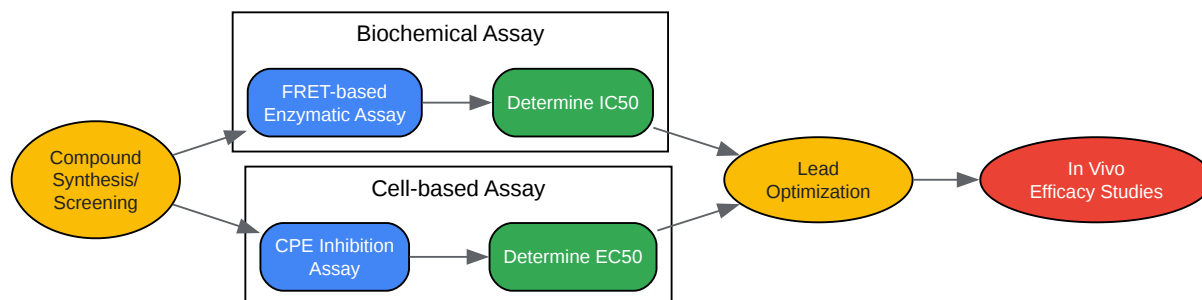 Biochemical Assay
FRET-based
Enzymatic Assay
Determine IC50
Compound
Synthesis/
Screening
Lead
Optimization
In Vivo
Efficacy Studies
Cell-based Assay
CPE Inhibition
Assay
Determine EC50